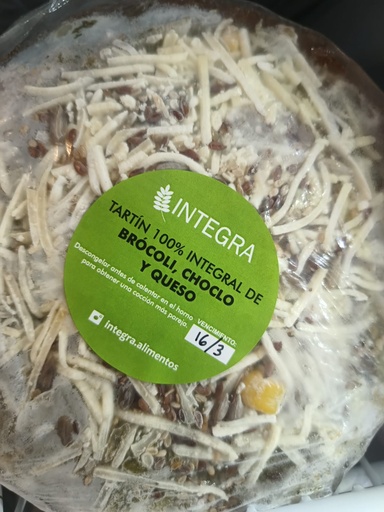 INTEGRA
TARTÍN 100% INTEGRAL DE
BRÓCOLI, CHOCLO
Y QUESO
Descongelar antes de calentar en el horno
para obtener una cocción más pareja.
VENCIMIENTO:
16/3
integra.alimentos